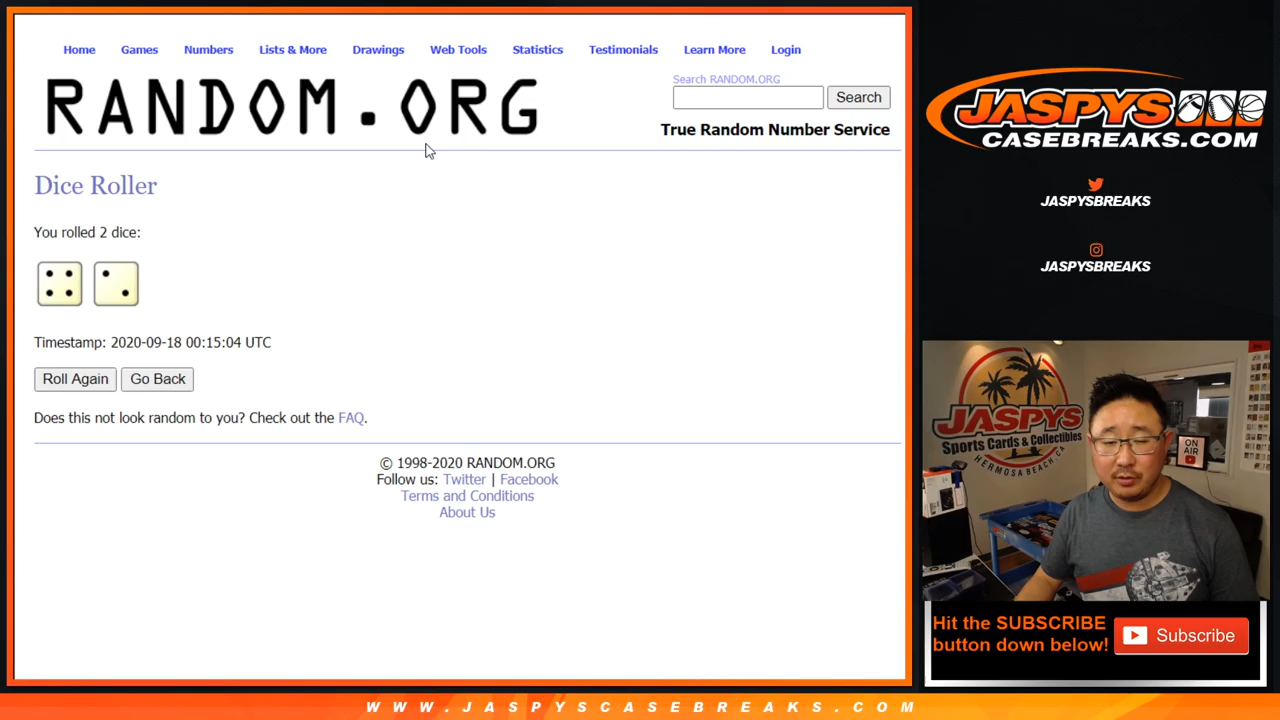 Home Games Numbers Lists & More Drawings Web Tools Statistics Testimonials Learn More Login
RANDOM.ORG
Search RANDOM.ORG
Search
True Random Number Service
Dice Roller
You rolled 2 dice:
Timestamp: 2020-09-18 00:15:04 UTC
Roll Again Go Back
Does this not look random to you? Check out the FAQ.
© 1998-2020 RANDOM.ORG
Follow us: Twitter | Facebook
Terms and Conditions
About Us
JASPYS
CASEBREAKS.COM
JASPYSBREAKS
JASPYSBREAKS
JASPYS
Sports Cards & Collectibles
HERMOSA BEACH, CA
ON AIR
Hit the SUBSCRIBE
button down below!
Subscribe
WWW.JASPYSCASEBREAKS.COM